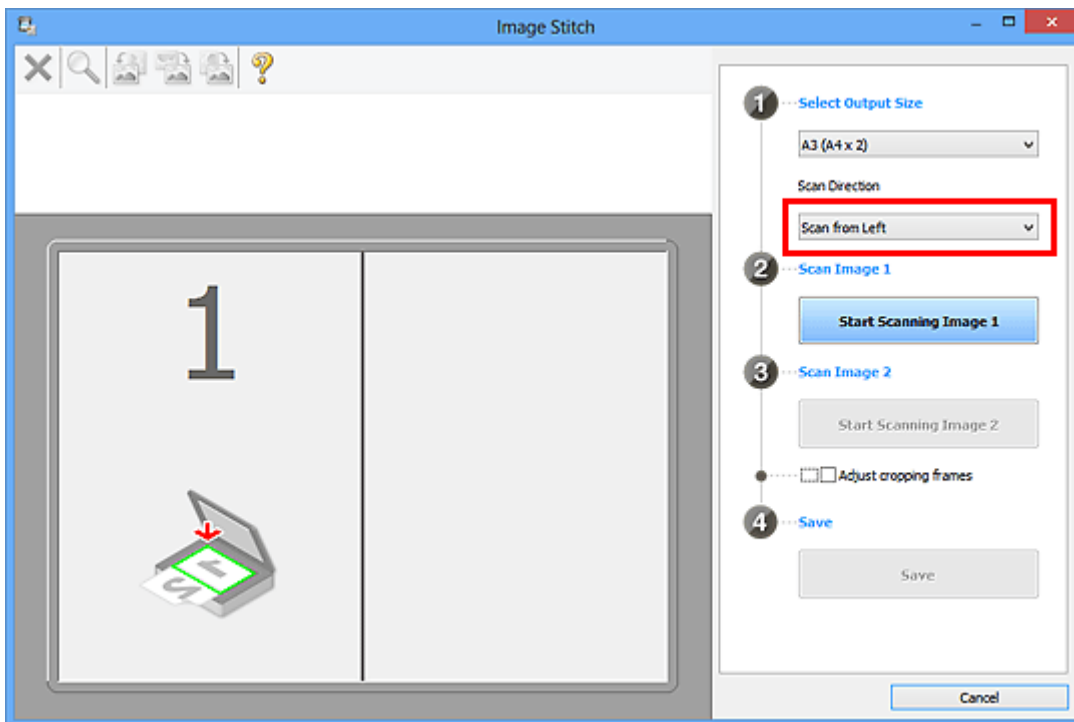 Image Stitch
1
Select Output Size
A3 (A4 x 2)
Scan Direction
Scan from Left
2
Scan Image 1
Start Scanning Image 1
3
Scan Image 2
Start Scanning Image 2
Adjust cropping frames
4
Save
Save
Cancel
1
1
2